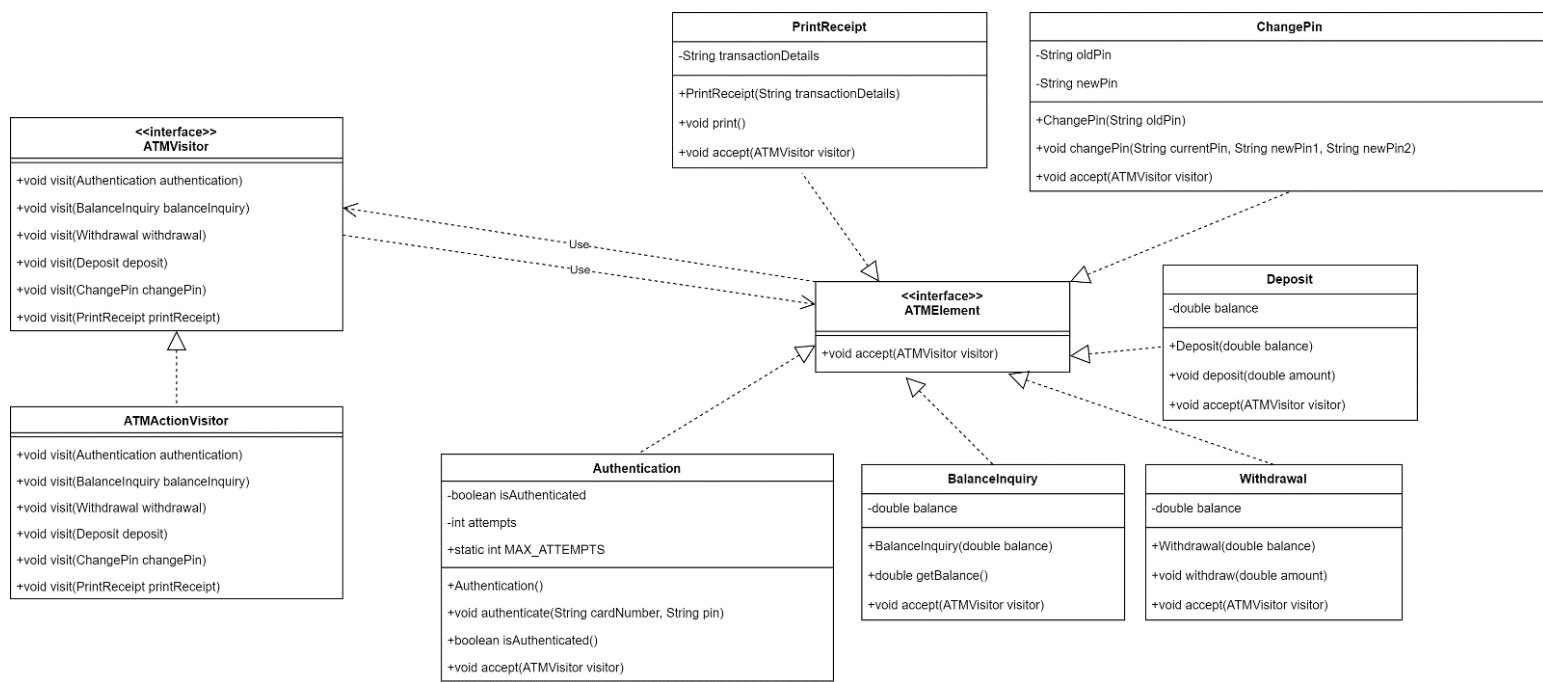 PrintReceipt
-String transactionDetails
+PrintReceipt(String transactionDetails)
+void print()
+void accept(ATMVisitor visitor)
ChangePin
-String oldPin
-String newPin
+ChangePin(String oldPin)
+void changePin(String currentPin, String newPin1, String newPin2)
+void accept(ATMVisitor visitor)
<<interface>>
ATMVisitor
+void visit(Authentication authentication)
+void visit(BalanceInquiry balanceInquiry)
+void visit(Withdrawal withdrawal)
+void visit(Deposit deposit)
+void visit(ChangePin changePin)
+void visit(PrintReceipt printReceipt)
Use
Use
<<interface>>
ATMElement
+void accept(ATMVisitor visitor)
Deposit
-double balance
+Deposit(double balance)
+void deposit(double amount)
+void accept(ATMVisitor visitor)
ATMActionVisitor
+void visit(Authentication authentication)
+void visit(BalanceInquiry balanceInquiry)
+void visit(Withdrawal withdrawal)
+void visit(Deposit deposit)
+void visit(ChangePin changePin)
+void visit(PrintReceipt printReceipt)
Authentication
-boolean isAuthenticated
-int attempts
+static int MAX_ATTEMPTS
+Authentication()
+void authenticate(String cardNumber, String pin)
+boolean isAuthenticated()
+void accept(ATMVisitor visitor)
BalanceInquiry
-double balance
+BalanceInquiry(double balance)
+double getBalance()
+void accept(ATMVisitor visitor)
Withdrawal
-double balance
+Withdrawal(double balance)
+void withdraw(double amount)
+void accept(ATMVisitor visitor)